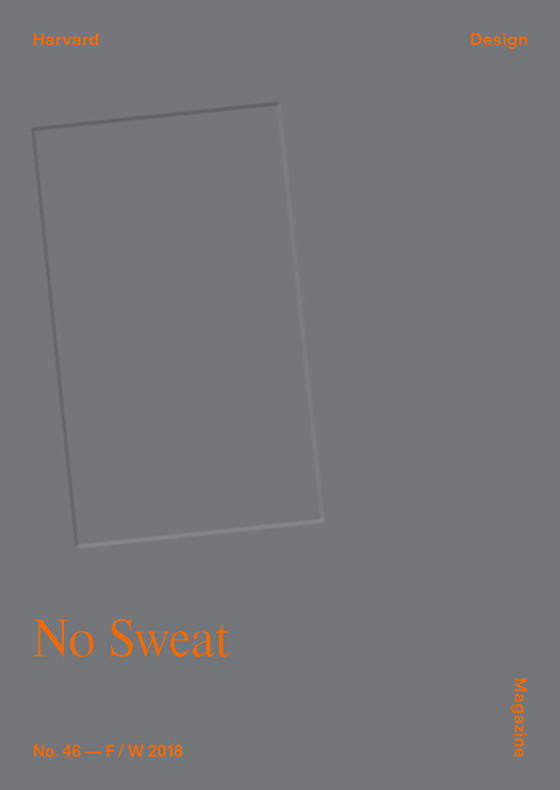 Harvard
Design
No Sweat
Magazine
No. 46 — F / W 2018